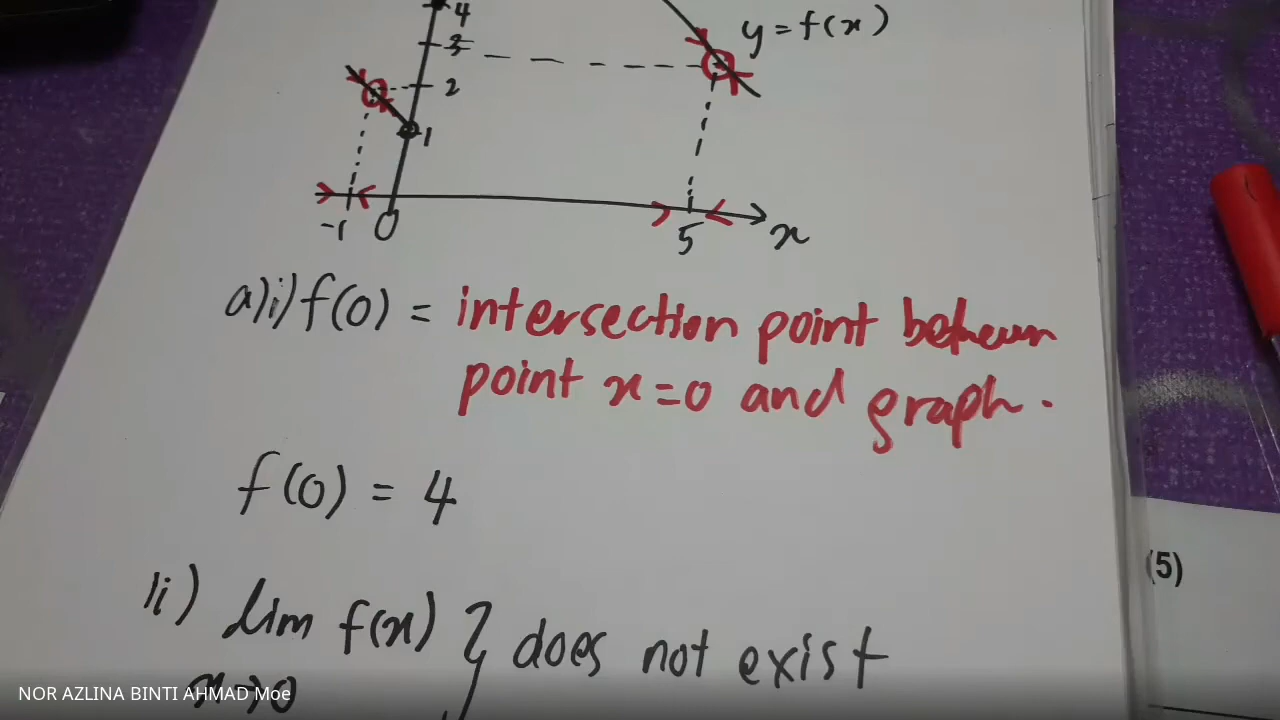 4
y = f(x)
3
2
1
-1 0 5 x
a)i) f(0) = intersection point between
point x = 0 and graph.
f(0) = 4
ii) lim f(x) } does not exist
x→0
(5)
NOR AZLINA BINTI AHMAD Moe